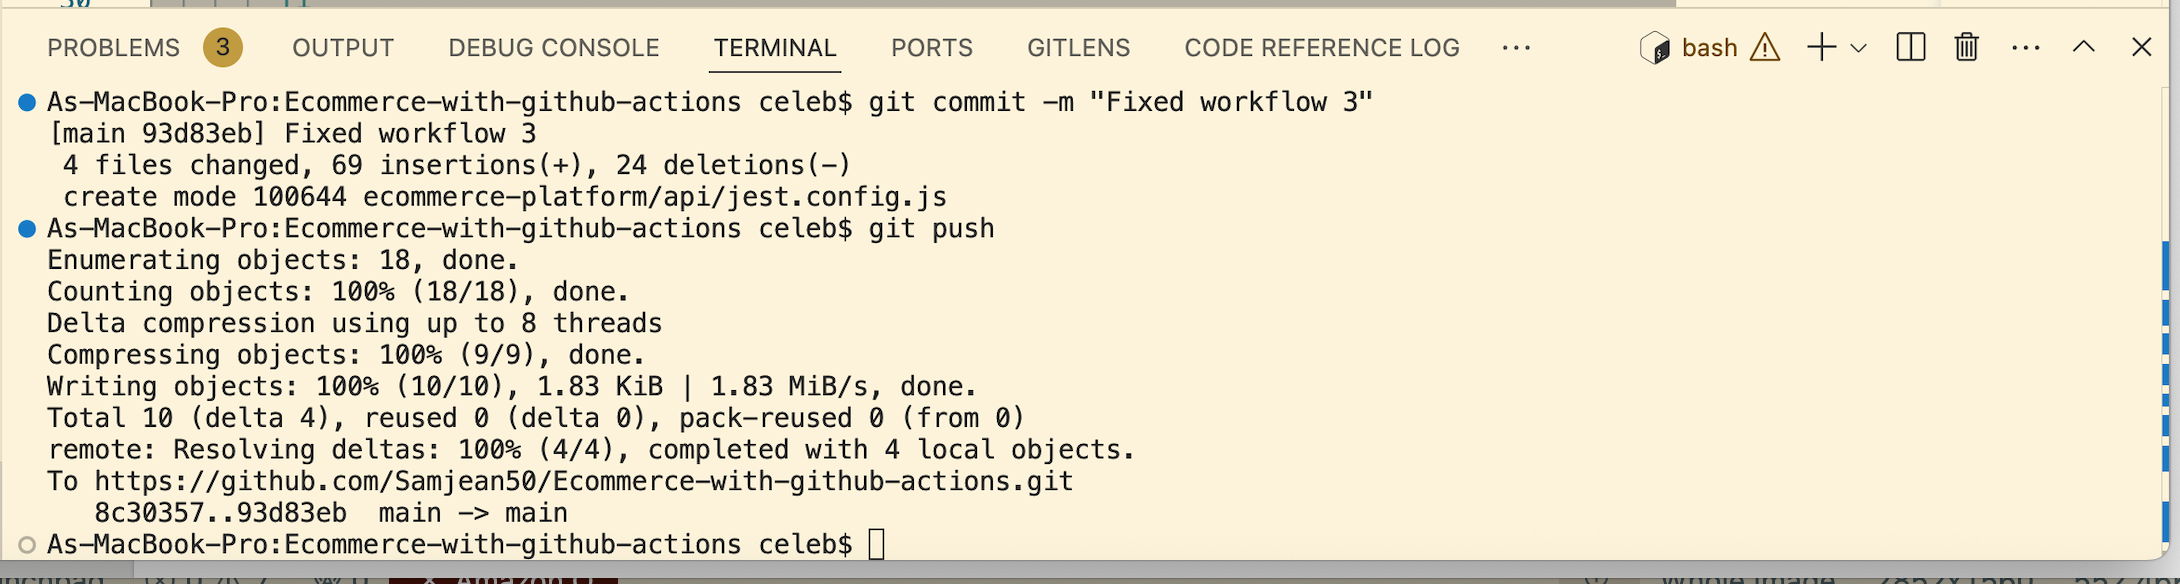 PROBLEMS 3 OUTPUT DEBUG CONSOLE TERMINAL PORTS GITLENS CODE REFERENCE LOG ··· bash
As-MacBook-Pro:Ecommerce-with-github-actions celeb$ git commit -m "Fixed workflow 3"
[main 93d83eb] Fixed workflow 3
4 files changed, 69 insertions(+), 24 deletions(-)
create mode 100644 ecommerce-platform/api/jest.config.js
As-MacBook-Pro:Ecommerce-with-github-actions celeb$ git push
Enumerating objects: 18, done.
Counting objects: 100% (18/18), done.
Delta compression using up to 8 threads
Compressing objects: 100% (9/9), done.
Writing objects: 100% (10/10), 1.83 KiB | 1.83 MiB/s, done.
Total 10 (delta 4), reused 0 (delta 0), pack-reused 0 (from 0)
remote: Resolving deltas: 100% (4/4), completed with 4 local objects.
To https://github.com/Samjean50/Ecommerce-with-github-actions.git
8c30357..93d83eb  main -> main
As-MacBook-Pro:Ecommerce-with-github-actions celeb$